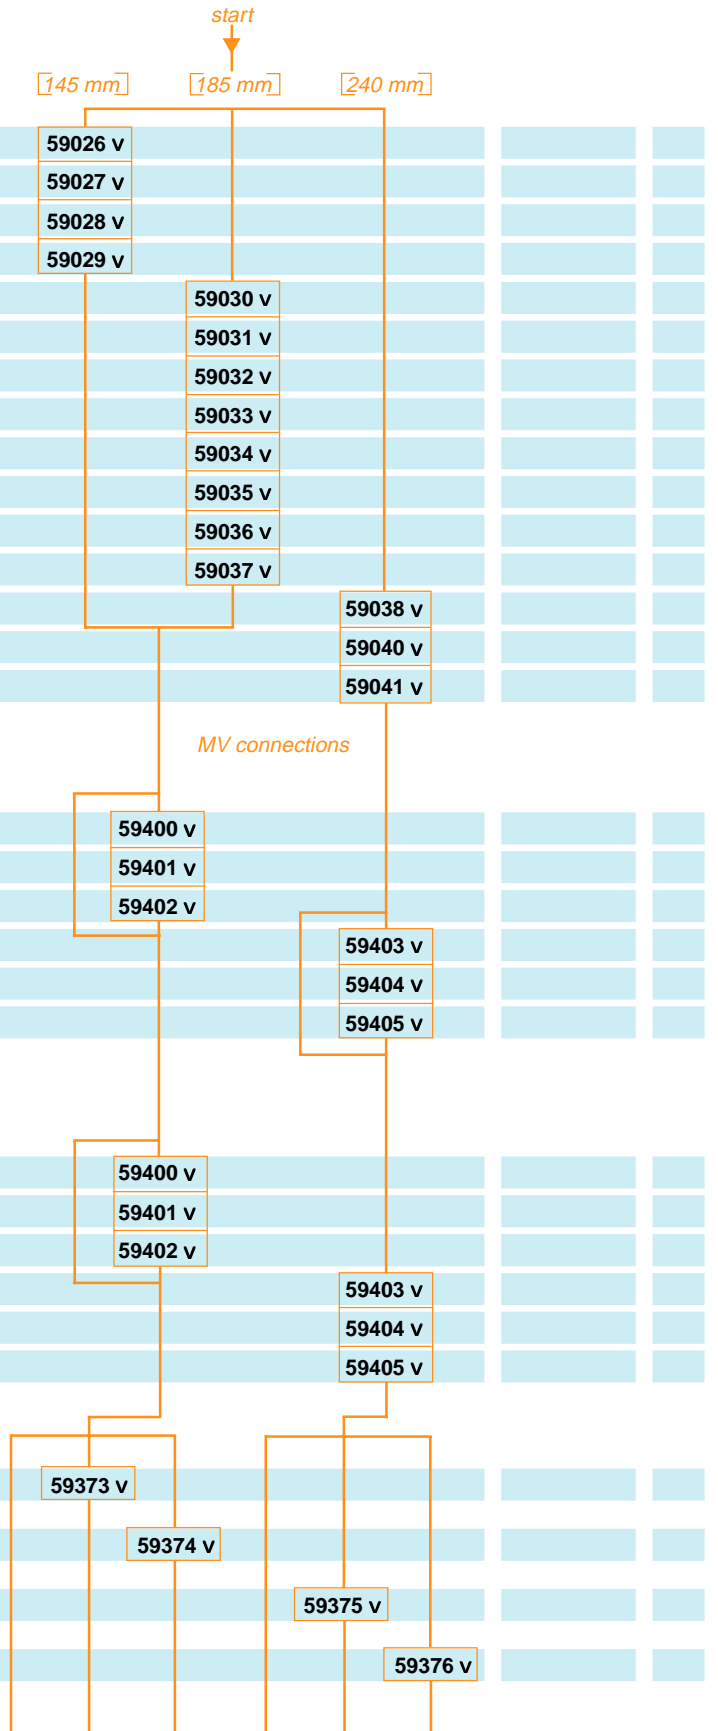 start
145 mm 185 mm 240 mm
59026 v
59027 v
59028 v
59029 v
59030 v
59031 v
59032 v
59033 v
59034 v
59035 v
59036 v
59037 v
59038 v
59040 v
59041 v
MV connections
59400 v
59401 v
59402 v
59403 v
59404 v
59405 v
59400 v
59401 v
59402 v
59403 v
59404 v
59405 v
59373 v
59374 v
59375 v
59376 v